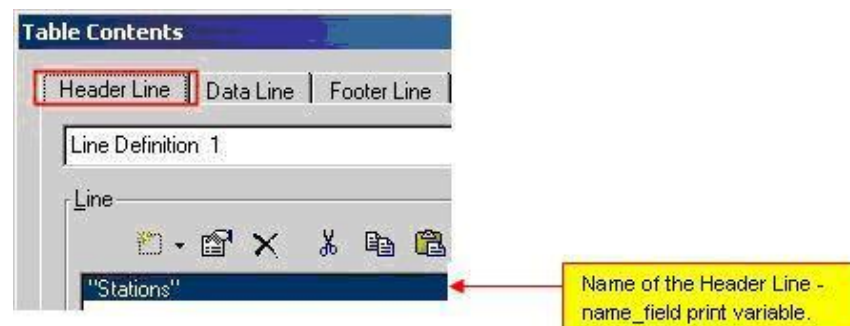 Table Contents
Header Line Data Line Footer Line
Line Definition 1
Line
"Stations"
Name of the Header Line -
name_field print variable.